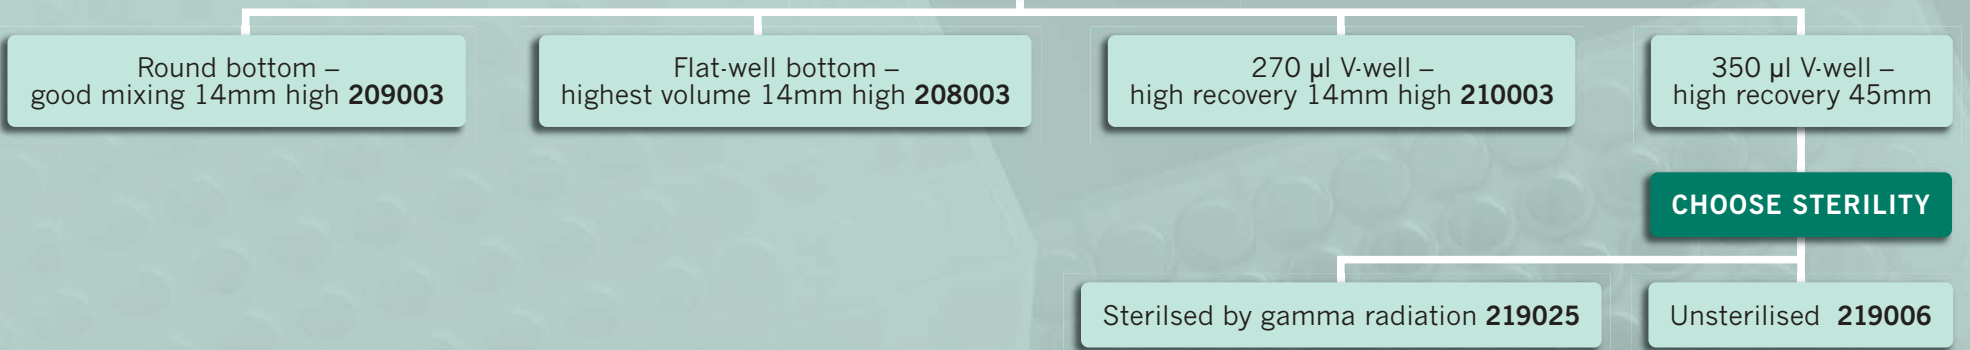 Round bottom –
good mixing 14mm high 209003
Flat-well bottom –
highest volume 14mm high 208003
270 µl V-well –
high recovery 14mm high 210003
350 µl V-well –
high recovery 45mm
CHOOSE STERILITY
Sterilsed by gamma radiation 219025
Unsterilised 219006